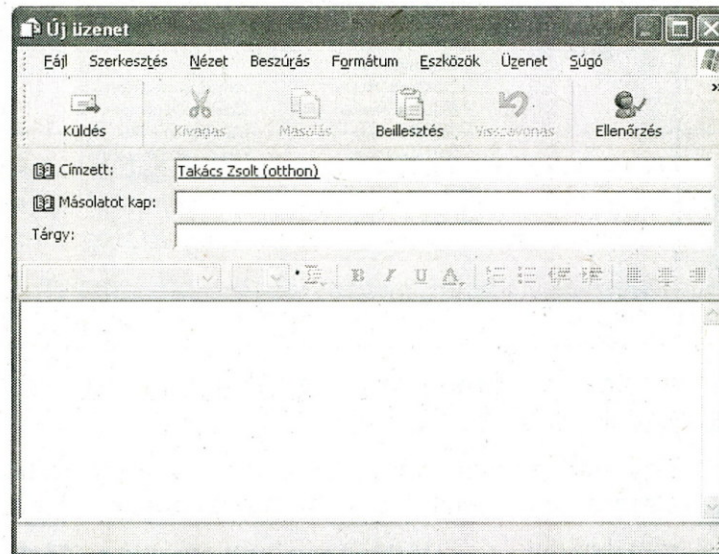 Új üzenet
Fájl Szerkesztés Nézet Beszúrás Formátum Eszközök Üzenet Súgó
Küldés Kivágás Másolás Beillesztés Visszavonás Ellenőrzés »
Címzett: Takács Zsolt (otthon)
Másolatot kap:
Tárgy:
B I U A